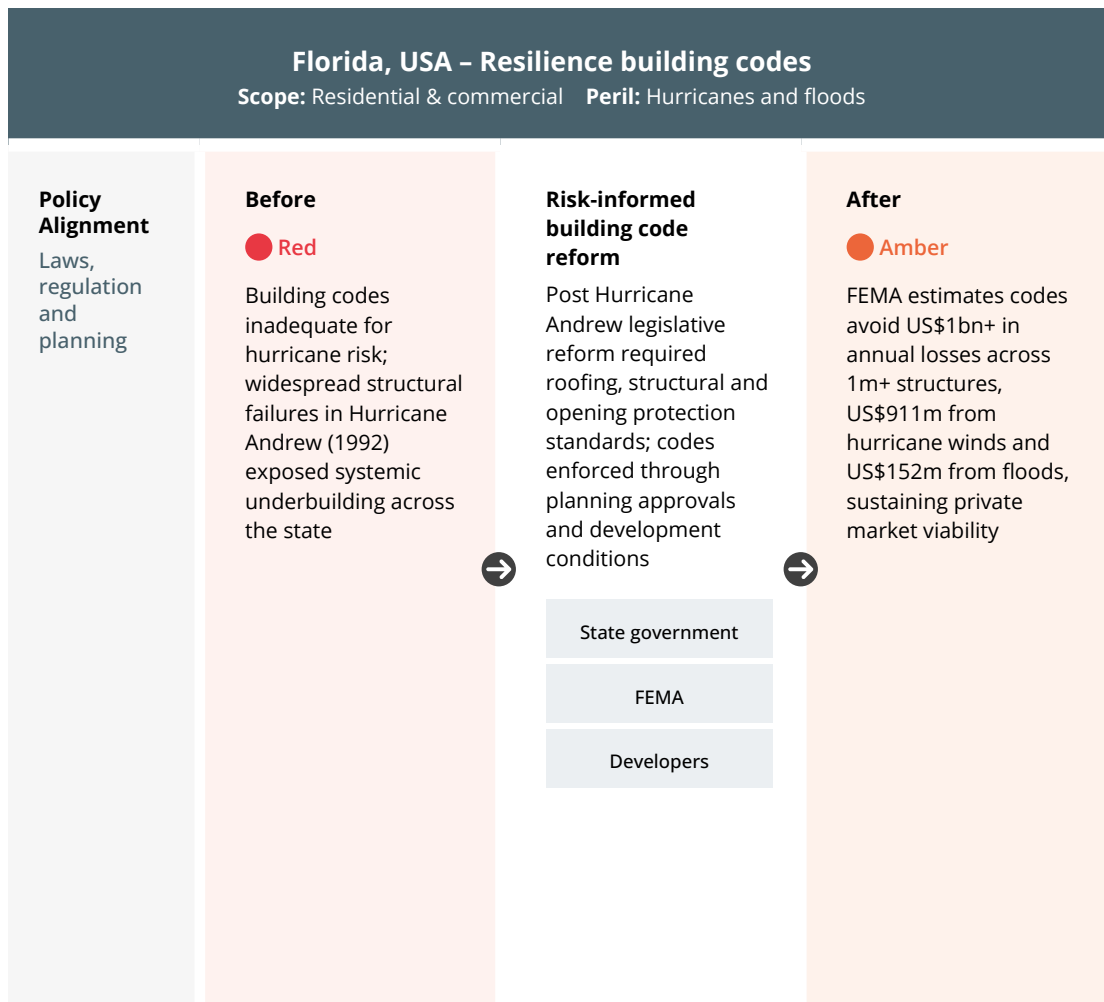 Florida, USA – Resilience building codes
Scope: Residential & commercial Peril: Hurricanes and floods
Policy
Alignment
Laws,
regulation
and
planning
Before
Red
Building codes
inadequate for
hurricane risk;
widespread structural
failures in Hurricane
Andrew (1992)
exposed systemic
underbuilding across
the state
Risk-informed
building code
reform
Post Hurricane
Andrew legislative
reform required
roofing, structural and
opening protection
standards; codes
enforced through
planning approvals
and development
conditions
State government
FEMA
Developers
After
Amber
FEMA estimates codes
avoid US$1bn+ in
annual losses across
1m+ structures,
US$911m from
hurricane winds and
US$152m from floods,
sustaining private
market viability